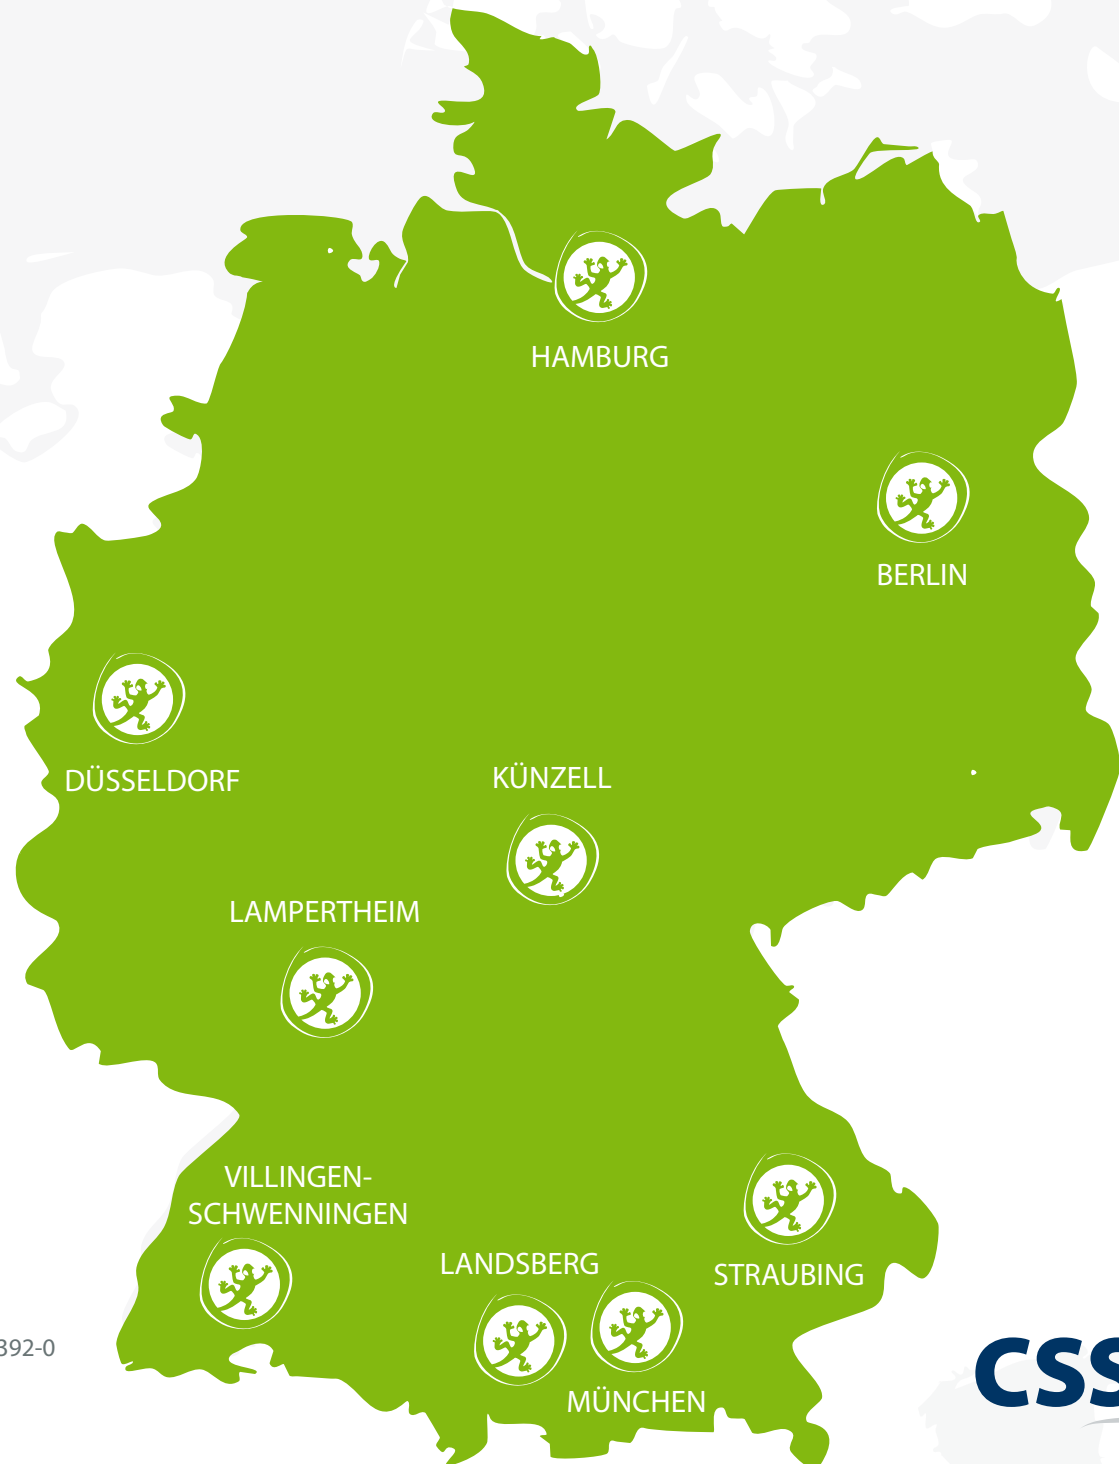 HAMBURG
BERLIN
DÜSSELDORF
KÜNZELL
LAMPERTHEIM
VILLINGEN-
SCHWENNINGEN
LANDSBERG
STRAUBING
MÜNCHEN
392-0
CSS